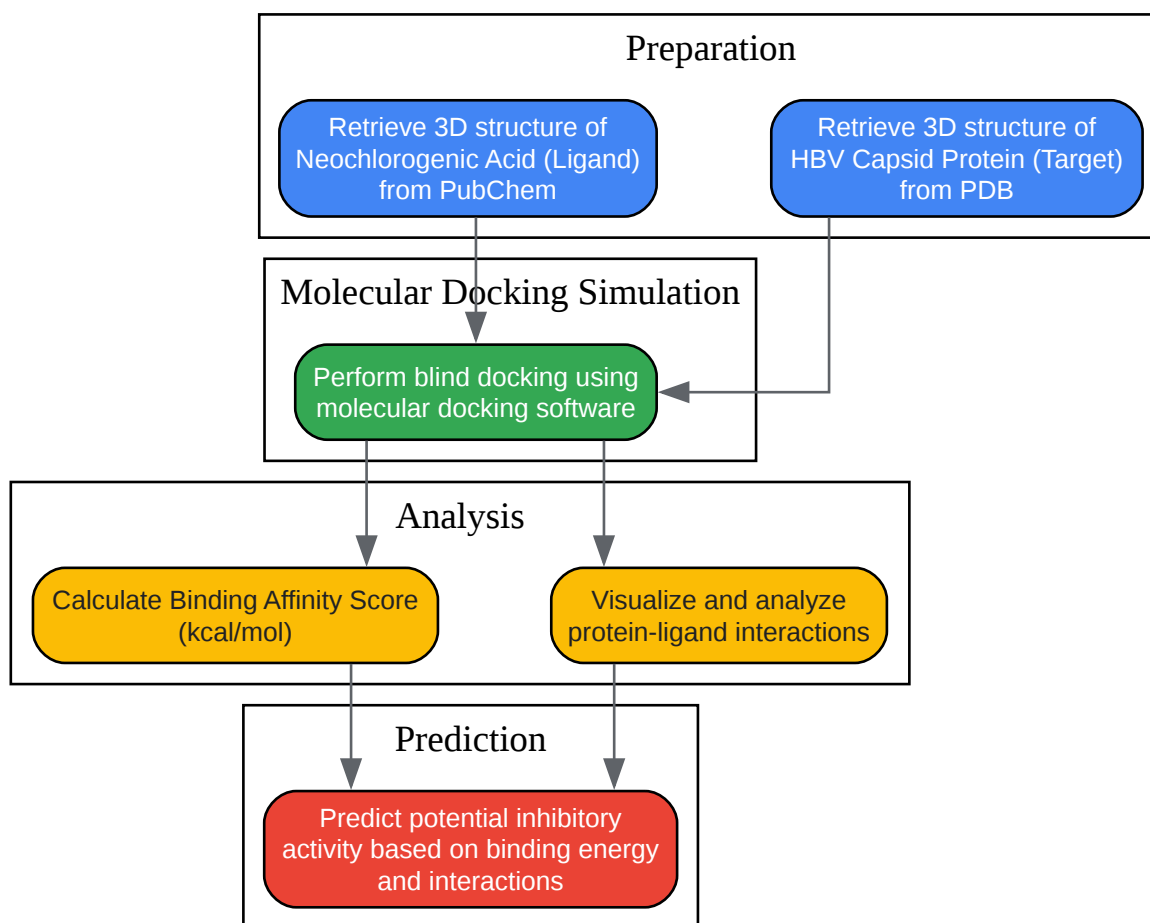 Preparation
Retrieve 3D structure of
Neochlorogenic Acid (Ligand)
from PubChem
Retrieve 3D structure of
HBV Capsid Protein (Target)
from PDB
Molecular Docking Simulation
Perform blind docking using
molecular docking software
Analysis
Calculate Binding Affinity Score
(kcal/mol)
Visualize and analyze
protein-ligand interactions
Prediction
Predict potential inhibitory
activity based on binding energy
and interactions